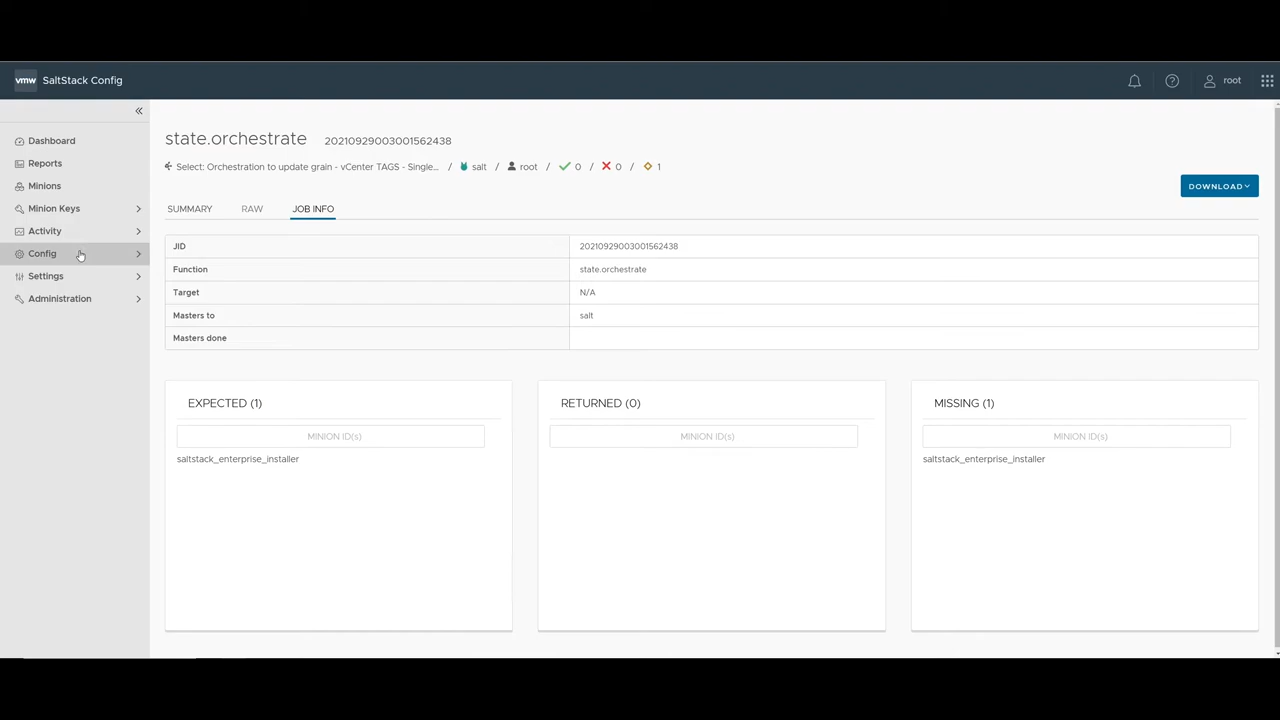 vmw SaltStack Config
root
Dashboard
Reports
Minions
Minion Keys
Activity
Config
Settings
Administration
state.orchestrate 20210929003001562438
Select: Orchestration to update grain - vCenter TAGS - Single... / salt / root / 0 / 0 / 1
DOWNLOAD
SUMMARY RAW JOB INFO
JID 20210929003001562438
Function state.orchestrate
Target N/A
Masters to salt
Masters done
EXPECTED (1)
MINION ID(s)
saltstack_enterprise_installer
RETURNED (0)
MINION ID(s)
MISSING (1)
MINION ID(s)
saltstack_enterprise_installer